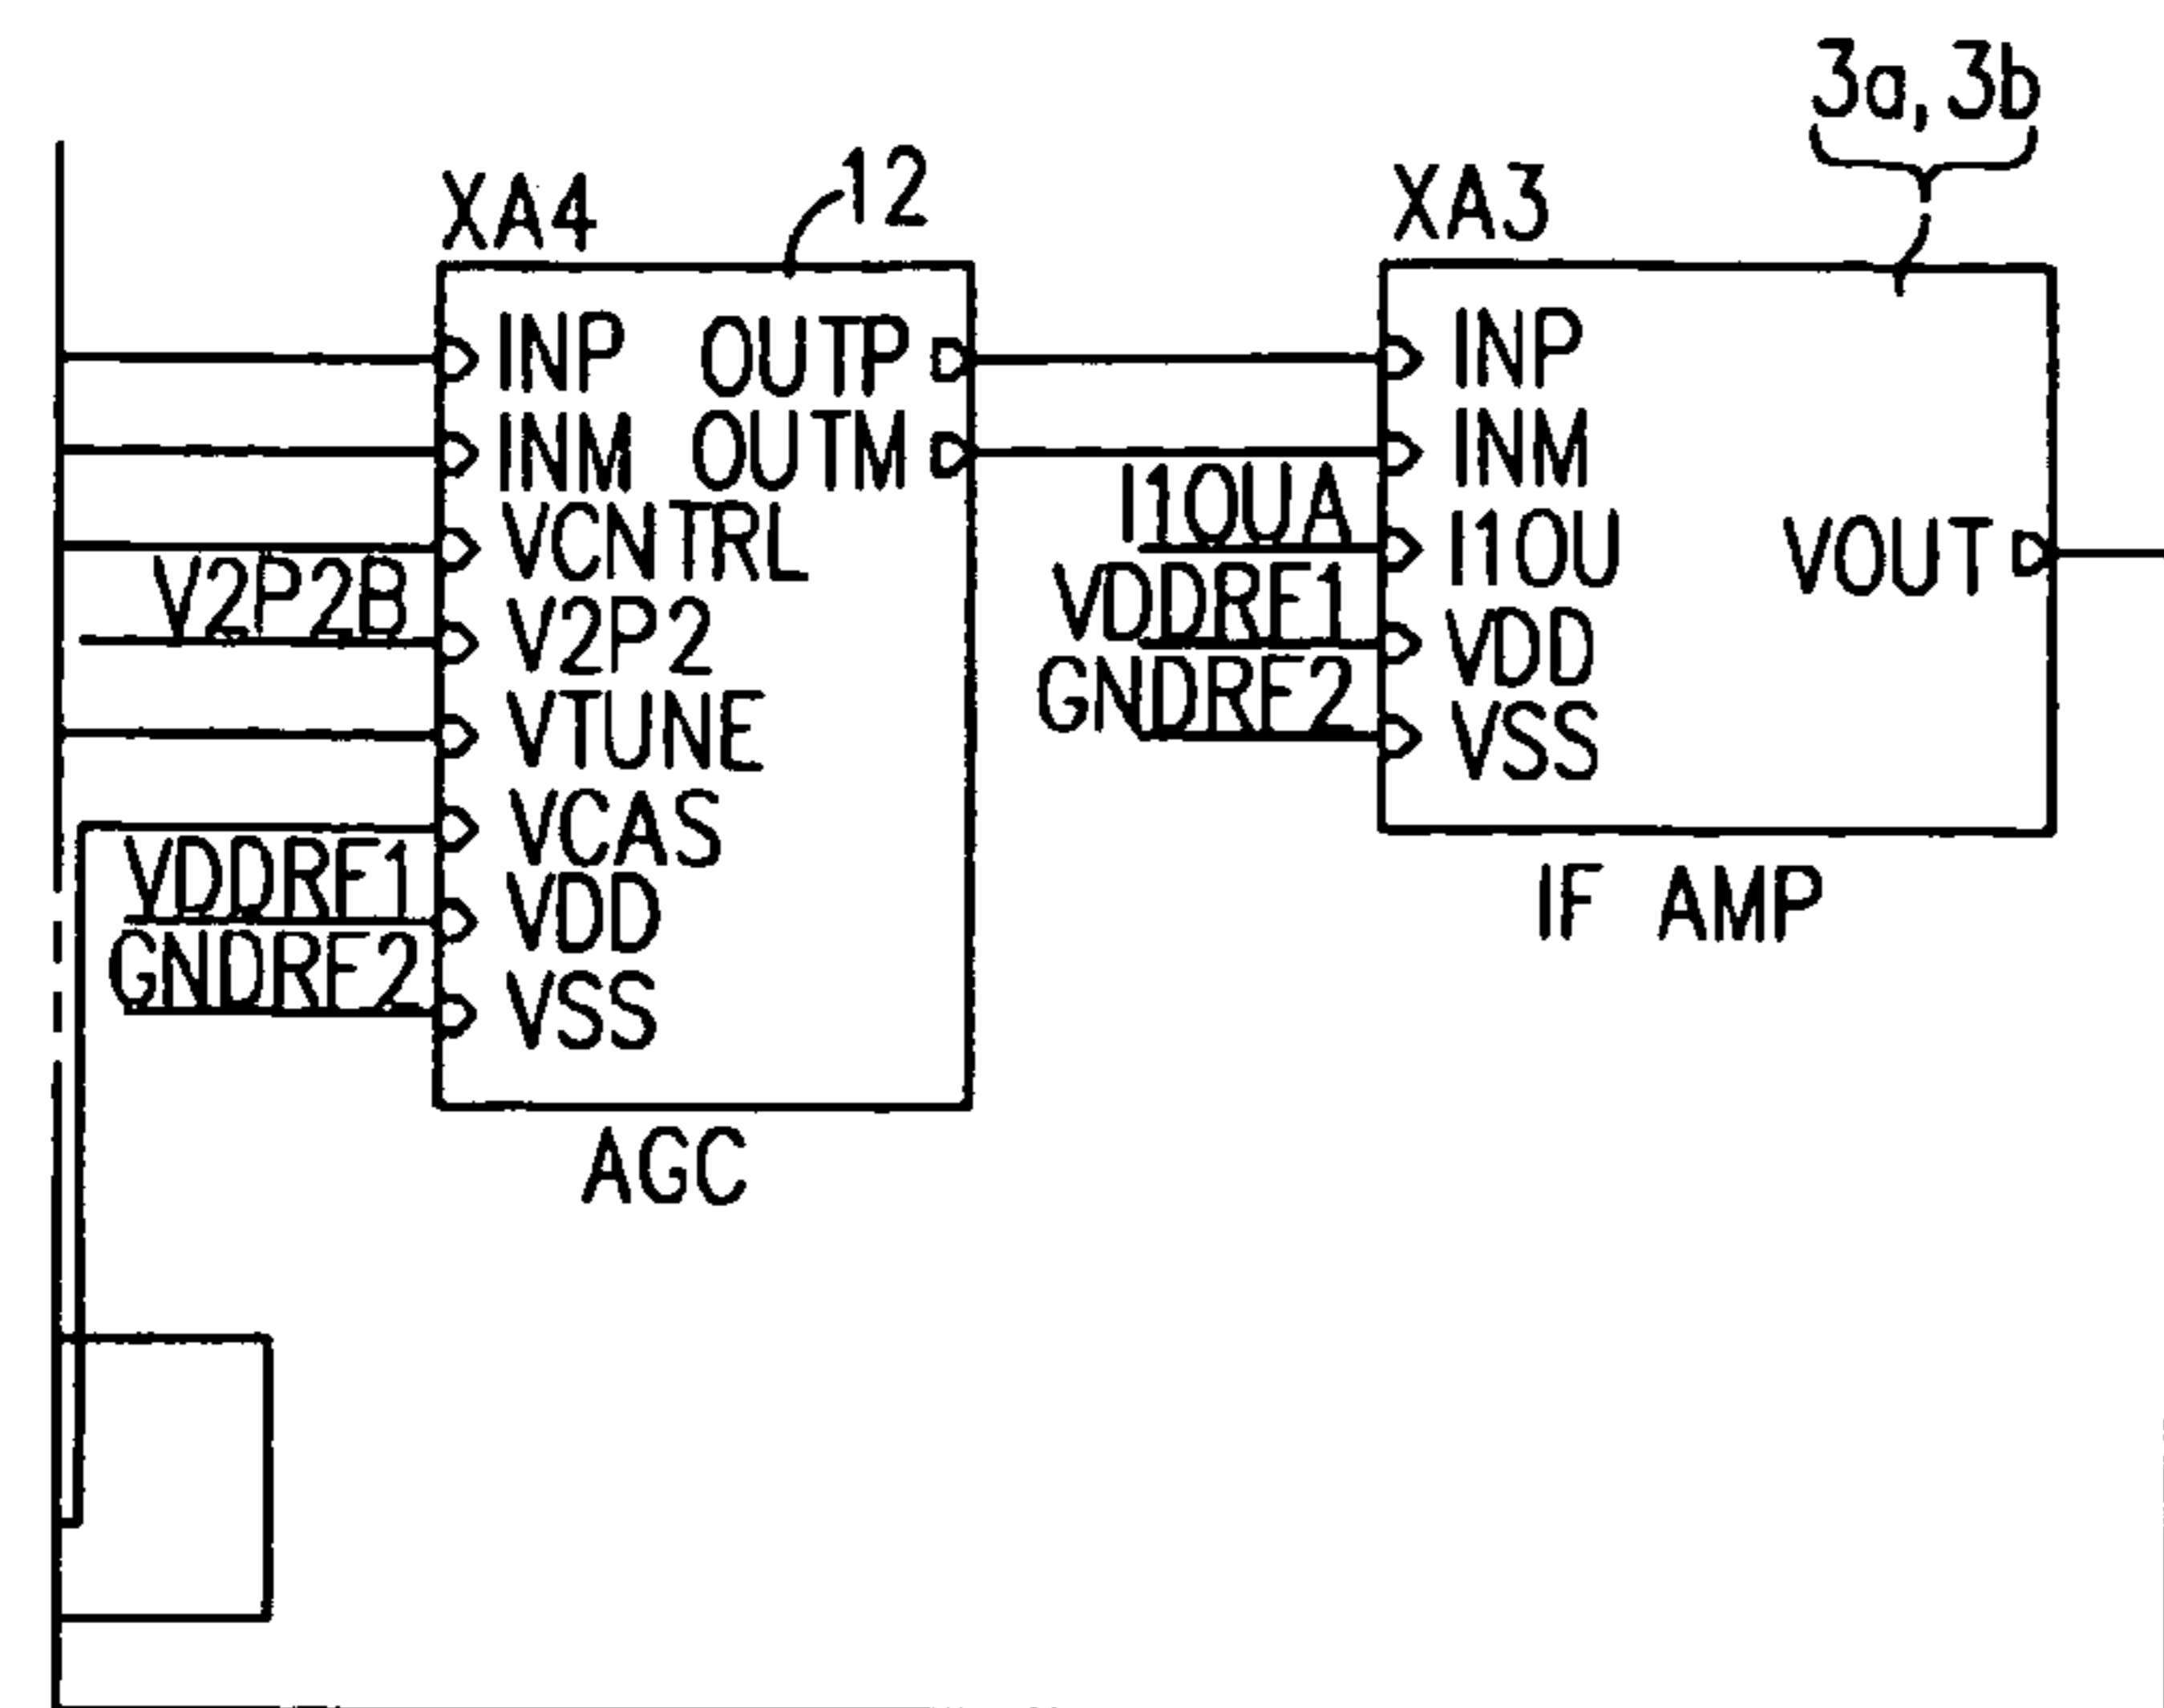 3a, 3b
12
XA4
XA3
INP OUTP
INM OUTM
VCNTRL
V2P2B
V2P2
VTUNE
VCAS
VDDRF1
VDD
GNDRF2
VSS
AGC
INP
INM
I10UA
I10U
VOUT
VDDRF1
VDD
GNDRF2
VSS
IF AMP